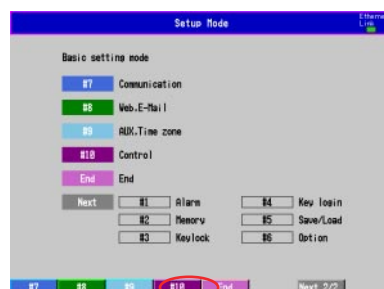 Setup Mode
Etherne
Link
Basic setting mode
#7 Communication
#8 Web.E-Mail
#9 AUX.Time zone
#10 Control
End End
Next #1 Alarm #4 Key login
#2 Memory #5 Save/Load
#3 Keylock #6 Option
#7 #8 #9 #10 End Next 2/2